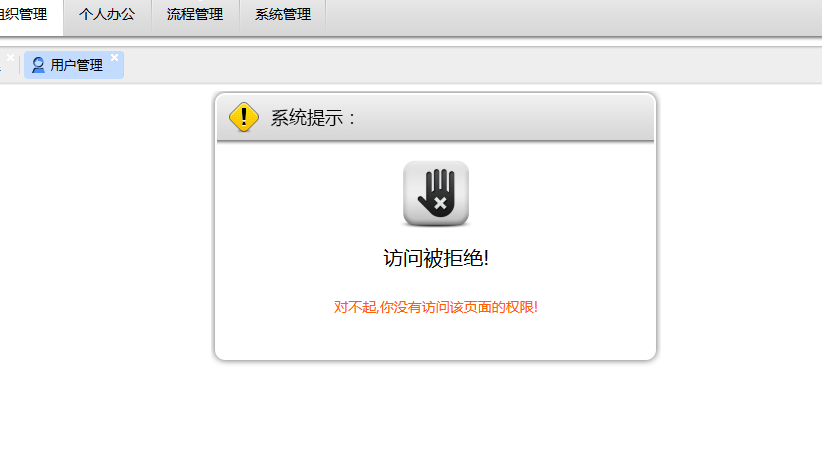 组织管理 个人办公 流程管理 系统管理
用户管理
系统提示：
访问被拒绝!
对不起,你没有访问该页面的权限!